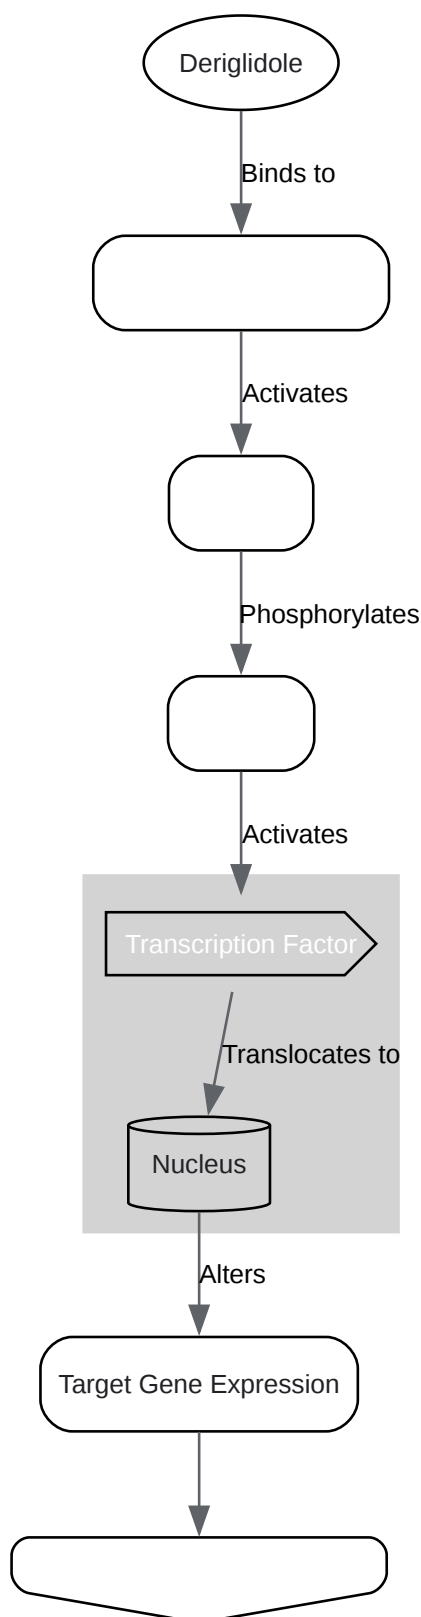 Deriglidole
Binds to
Activates
Phosphorylates
Activates
Transcription Factor
Translocates to
Nucleus
Alters
Target Gene Expression